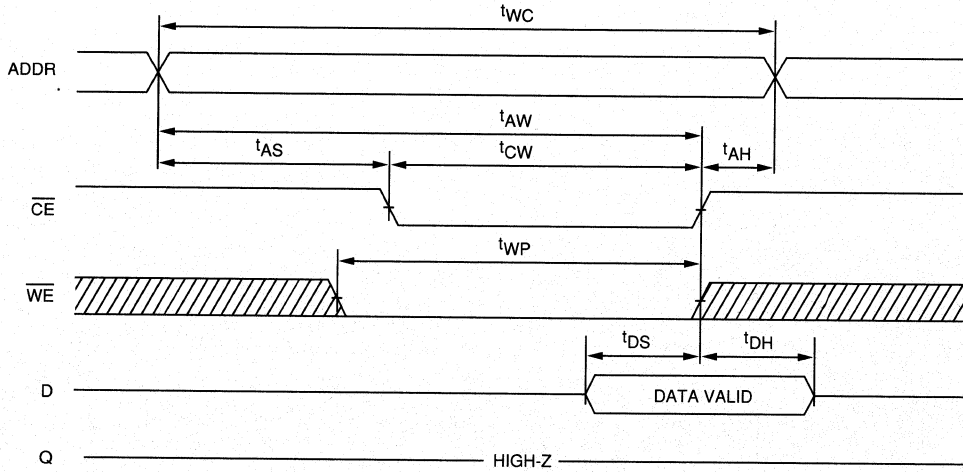 tWC
ADDR
tAW
tAS
tCW
tAH
CE
tWP
WE
tDS
tDH
D
DATA VALID
Q
HIGH-Z